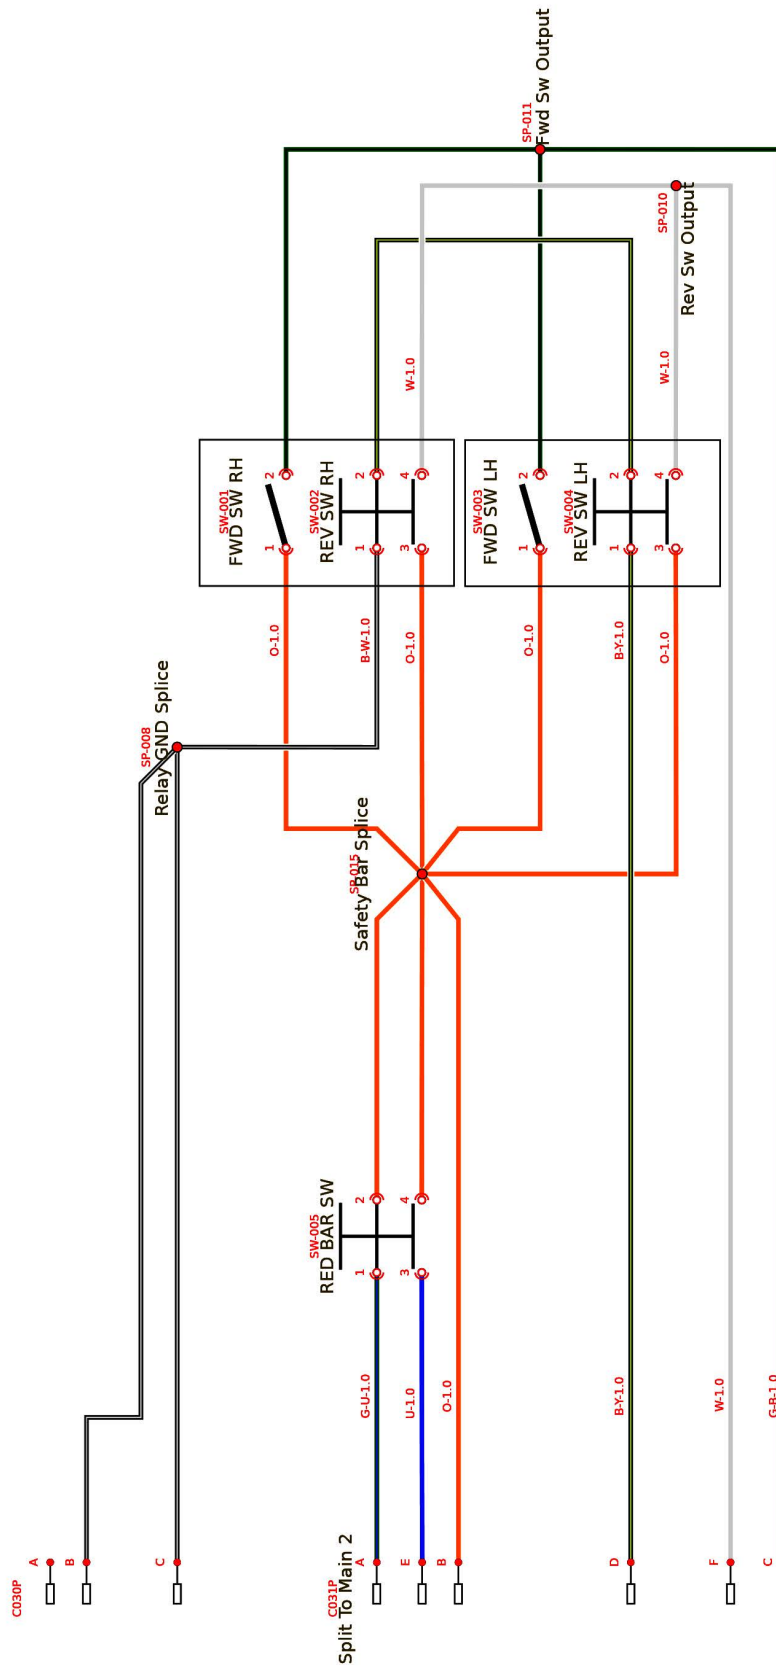 SP-011
Fwd Sw Output
SP-010
Rev Sw Output
W-1.0
W-1.0
SW-001
FWD SW RH
2
1
SW-002
REV SW RH
2
4
1
3
SW-003
FWD SW LH
2
1
SW-004
REV SW LH
2
4
1
3
O-1.0
B-W-1.0
O-1.0
O-1.0
B-Y-1.0
O-1.0
SP-008
Relay GND Splice
SP-015
Safety Bar Splice
SW-005
RED BAR SW
2
4
1
3
G-U-1.0
U-1.0
O-1.0
B-Y-1.0
W-1.0
G-B-1.0
C030P
A
B
C
C031P
Split To Main 2
A
E
B
D
F
C